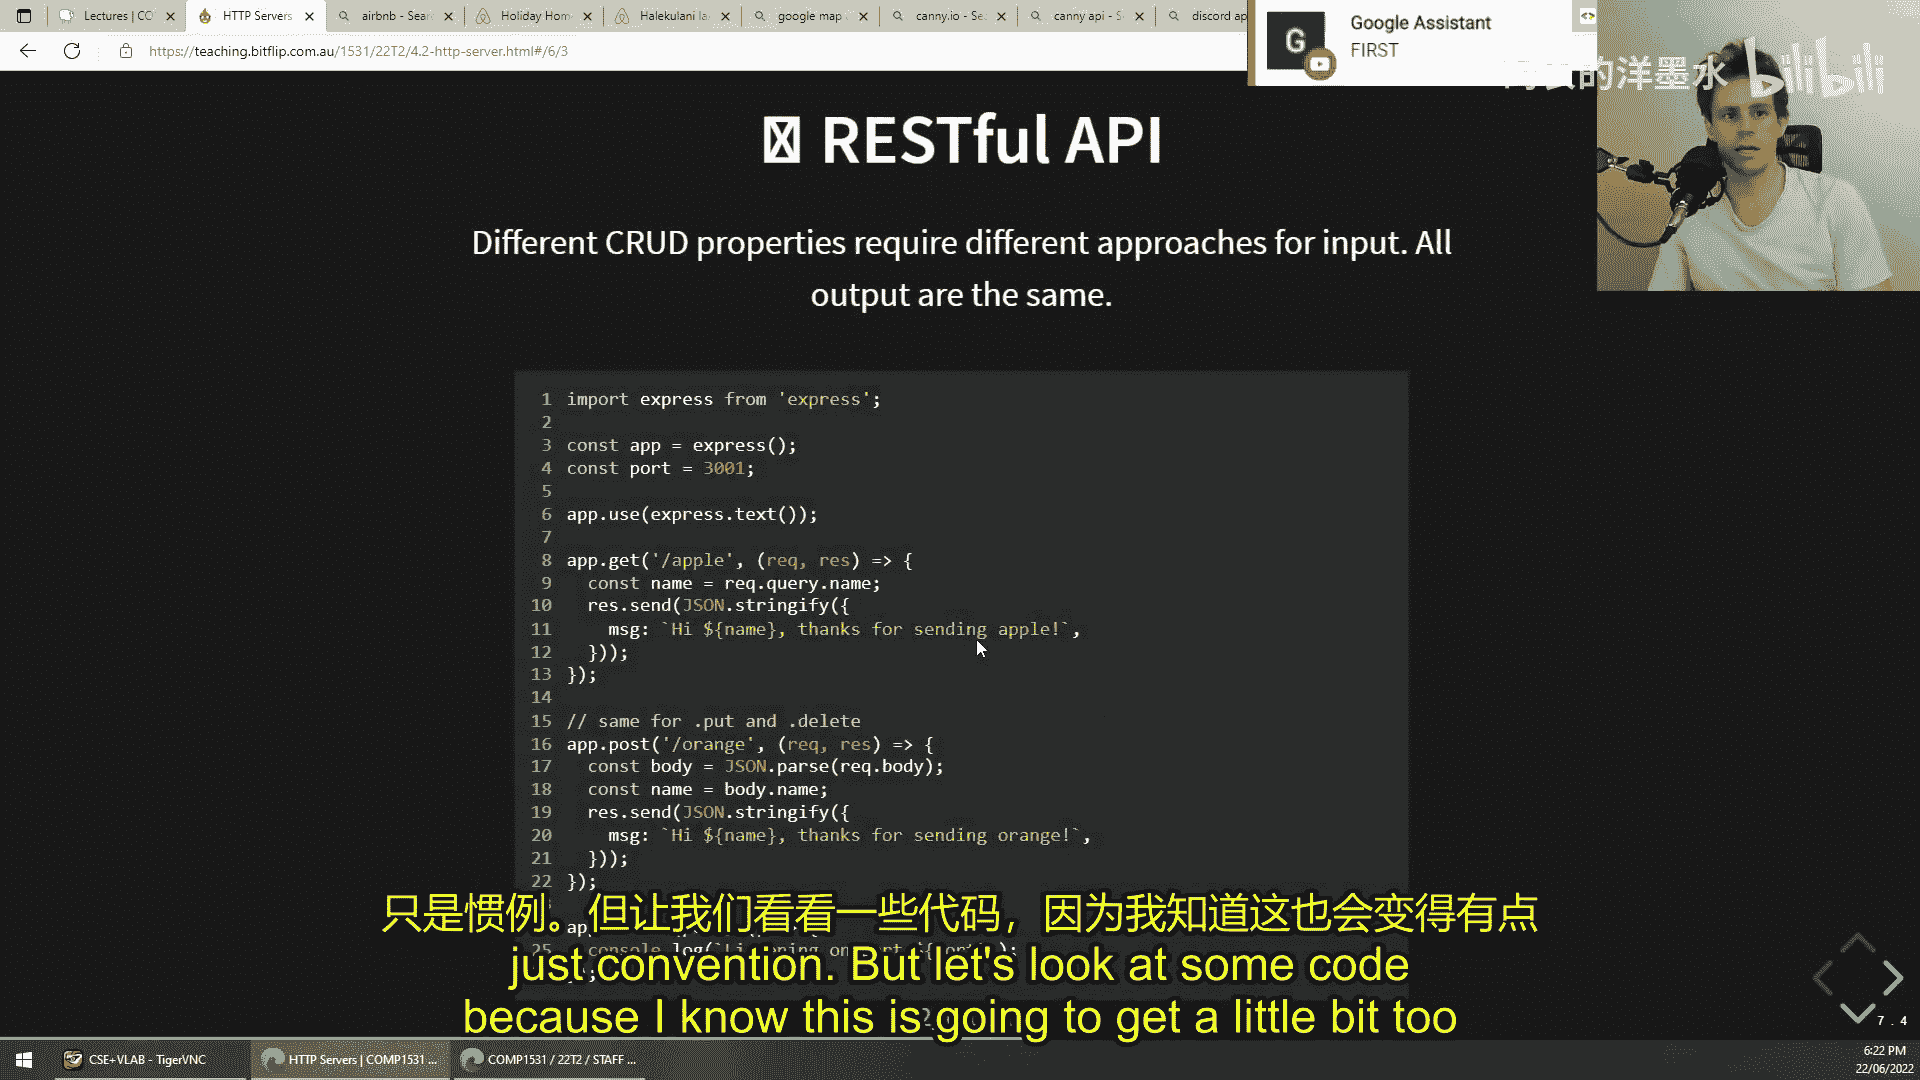 Lectures | CO
HTTP Servers
airbnb - Sear
Holiday Hom
Halekulani la
google map
canny.io - Se
canny api - S
discord ap
https://teaching.bitflip.com.au/1531/22T2/4.2-http-server.html#/6/3
G
Google Assistant
FIRST
的洋墨水
bilibili
RESTful API
Different CRUD properties require different approaches for input. All
output are the same.
1 import express from 'express';
2
3 const app = express();
4 const port = 3001;
5
6 app.use(express.text());
7
8 app.get('/apple', (req, res) => {
9 const name = req.query.name;
10 res.send(JSON.stringify({
11 msg: `Hi ${name}, thanks for sending apple!`,
12 }));
13 });
14
15 // same for .put and .delete
16 app.post('/orange', (req, res) => {
17 const body = JSON.parse(req.body);
18 const name = body.name;
19 res.send(JSON.stringify({
20 msg: `Hi ${name}, thanks for sending orange!`,
21 }));
22 });
25
只是惯例。但让我们看看一些代码，因为我知道这也会变得有点
just convention. But let's look at some code
because I know this is going to get a little bit too
7.4
CSE+VLAB - TigerVNC
HTTP Servers | COMP1531 ...
COMP1531 / 22T2 / STAFF ...
6:22 PM
22/06/2022